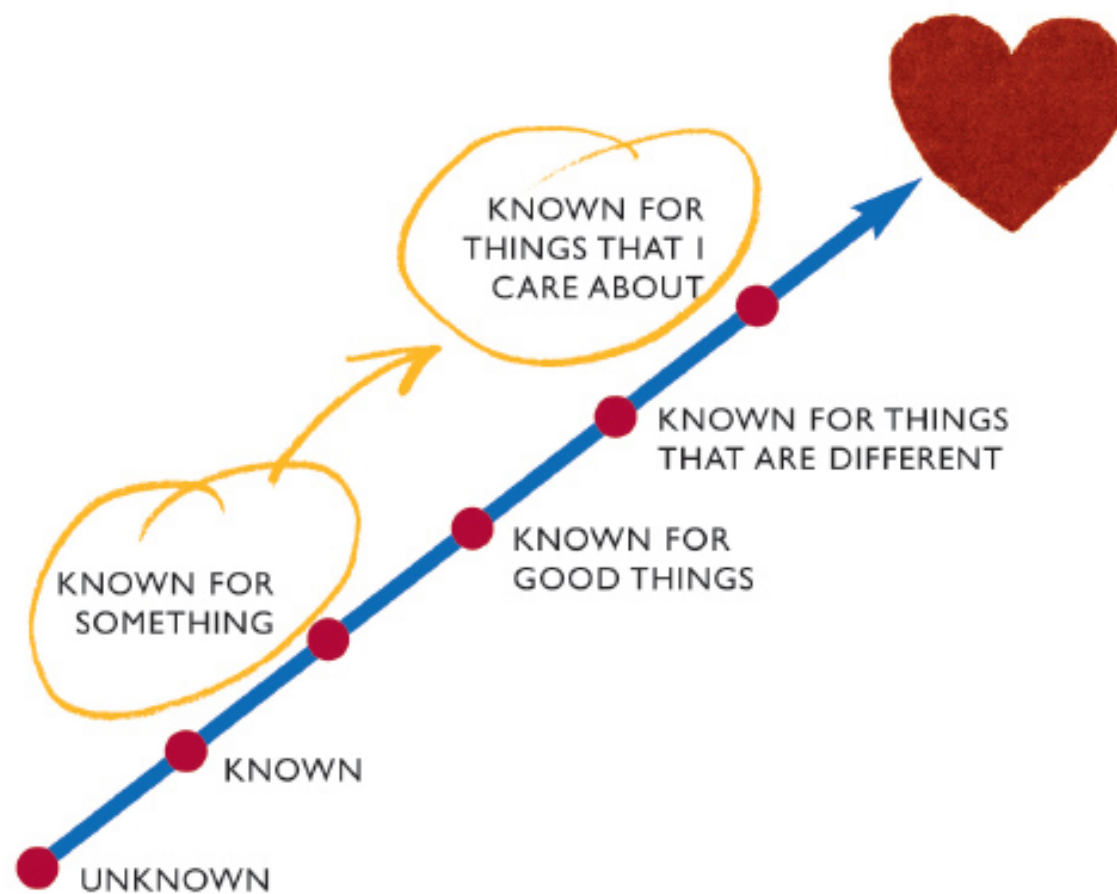 KNOWN FOR
THINGS THAT I
CARE ABOUT
KNOWN FOR THINGS
THAT ARE DIFFERENT
KNOWN FOR
GOOD THINGS
KNOWN FOR
SOMETHING
KNOWN
UNKNOWN